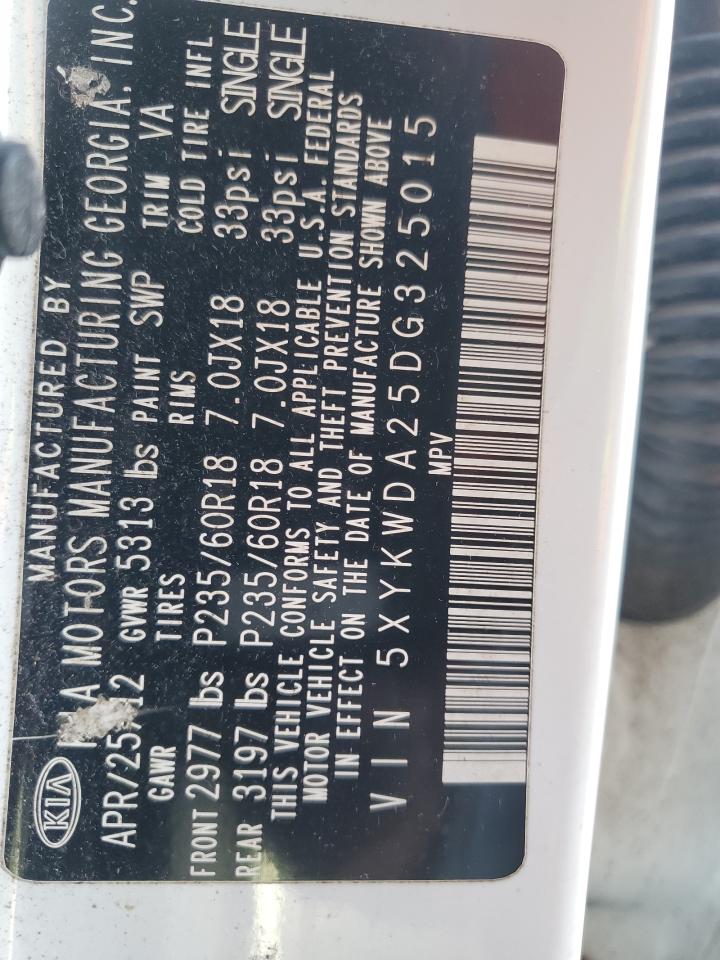 MANUFACTURED BY
KIA
KIA MOTORS MANUFACTURING GEORGIA, INC.
APR/25/12 GVWR 5313 lbs PAINT SWP TRIM VA
GAWR TIRES RIMS COLD TIRE INFL
FRONT 2977 lbs P235/60R18 7.0JX18 33psi SINGLE
REAR 3197 lbs P235/60R18 7.0JX18 33psi SINGLE
THIS VEHICLE CONFORMS TO ALL APPLICABLE U.S.A. FEDERAL
MOTOR VEHICLE SAFETY AND THEFT PREVENTION STANDARDS
IN EFFECT ON THE DATE OF MANUFACTURE SHOWN ABOVE
VIN 5XYKWDA25DG325015
MPV